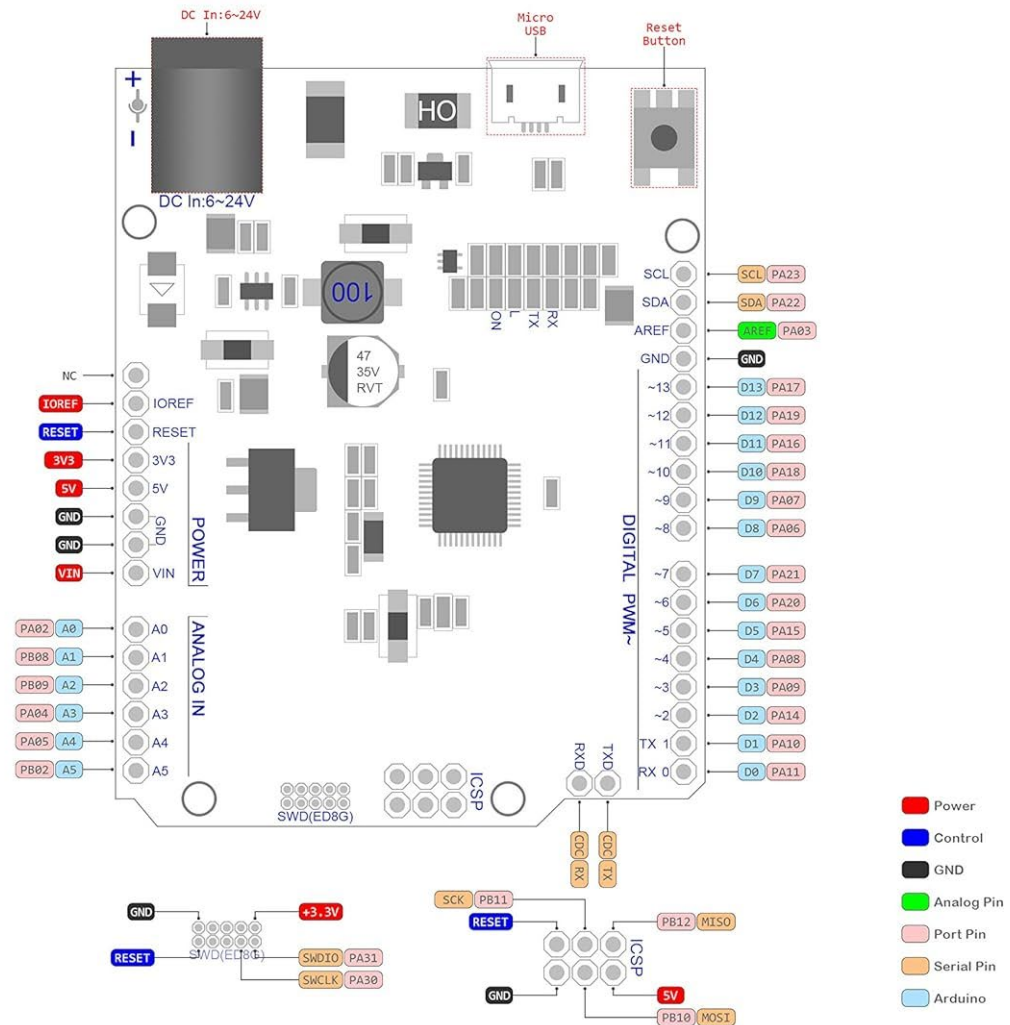 DC In:6~24V
Micro
USB
Reset
Button
+
-
OH
DC In:6~24V
100
ON
L
TX
RX
47
35V
RVT
NC
IOREF IOREF
RESET RESET
3V3 3V3
5V 5V
GND
GND
GND
VIN VIN
POWER
PA02 A0 A0
PB08 A1 A1
PB09 A2 A2
PA04 A3 A3
PA05 A4 A4
PB02 A5 A5
ANALOG IN
SCL SCL PA23
SDA SDA PA22
AREF AREF PA03
GND GND
~13 D13 PA17
~12 D12 PA19
~11 D11 PA16
~10 D10 PA18
~9 D9 PA07
~8 D8 PA06
~7 D7 PA21
~6 D6 PA20
~5 D5 PA15
~4 D4 PA08
~3 D3 PA09
~2 D2 PA14
TX 1 D1 PA10
RX 0 D0 PA11
DIGITAL PWM~
RXD
TXD
CDC RX
CDC TX
SWD(ED8G)
ICSP
GND
+3.3V
RESET
SWD(ED8G)
SWDIO PA31
SWCLK PA30
SCK PB11
RESET
PB12 MISO
ICSP
GND
5V
PB10 MOSI
Power
Control
GND
Analog Pin
Port Pin
Serial Pin
Arduino